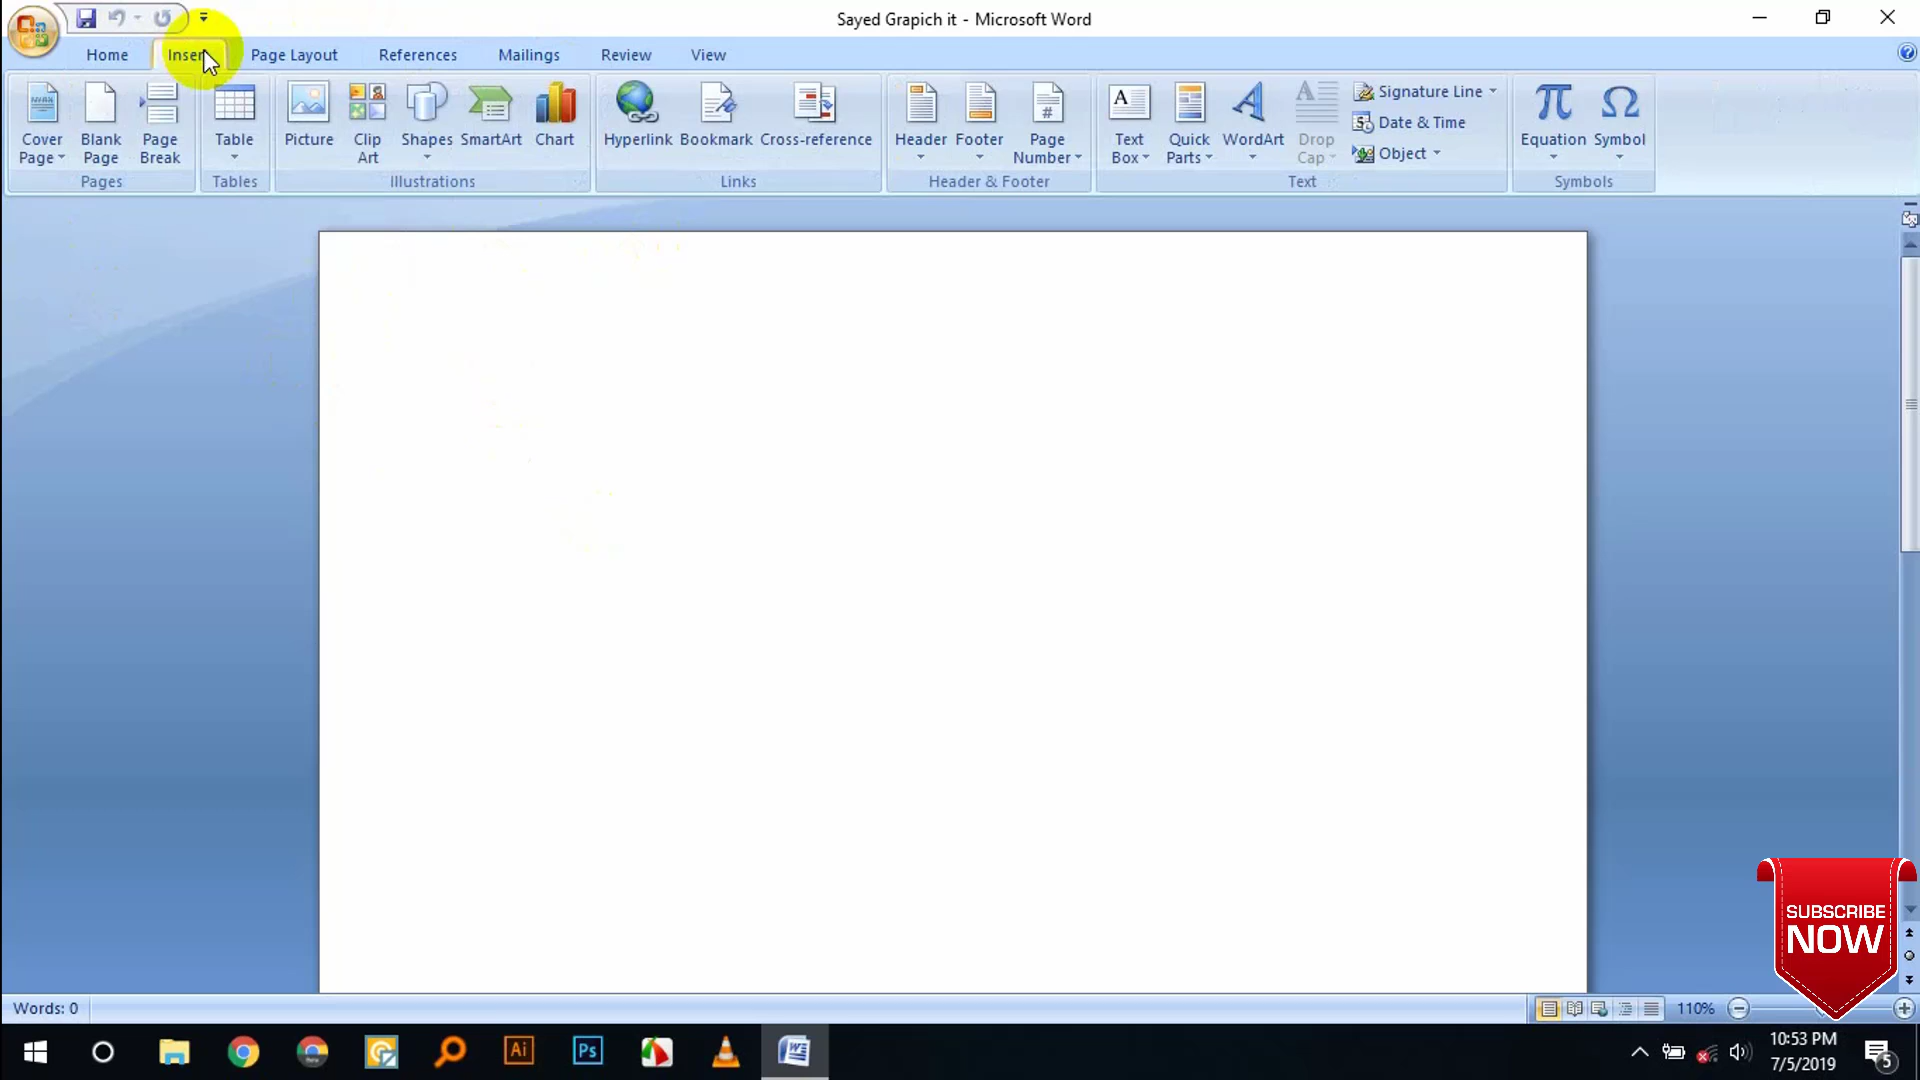 Sayed Grapich it - Microsoft Word
Home
Insert
Page Layout
References
Mailings
Review
View
Cover Page
Blank Page
Page Break
Pages
Table
Tables
Picture
Clip Art
Shapes
SmartArt
Chart
Illustrations
Hyperlink
Bookmark
Cross-reference
Links
Header
Footer
Page Number
Header & Footer
Text Box
Quick Parts
WordArt
Drop Cap
Signature Line
Date & Time
Object
Text
Equation
Symbol
Symbols
SUBSCRIBE
NOW
Words: 0
110%
Ai
Ps
10:53 PM
7/5/2019
5